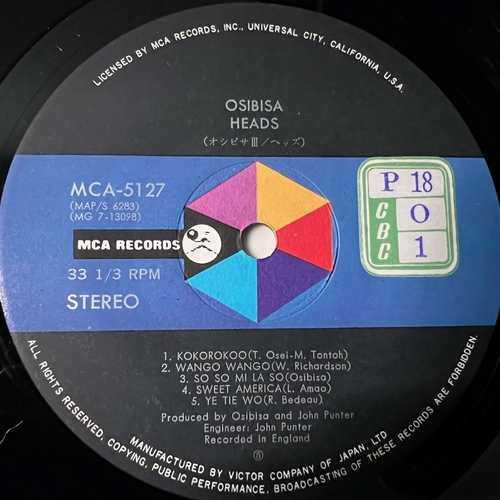 LICENSED BY MCA RECORDS, INC., UNIVERSAL CITY, CALIFORNIA, U.S.A.
OSIBISA
HEADS
(オシビサⅢ/ヘッズ)
MCA-5127
(MAP/S 6283)
(MG 7-13098)
MCA RECORDS
33 1/3 RPM
STEREO
P 18
CBC
0
1
1. KOKOROKOO(T. Osei-M. Tontoh)
2. WANGO WANGO(W. Richardson)
3. SO SO MI LA SO(Osibisa)
4. SWEET AMERICA(L. Amao)
5. YE TIE WO(R. Bedeau)
Produced by Osibisa and John Punter
Engineer: John Punter
Recorded in England
MANUFACTURED BY VICTOR COMPANY OF JAPAN, LTD
ALL RIGHTS RESERVED. COPYING, PUBLIC PERFORMANCE, BROADCASTING OF THESE RECORDS ARE FORBIDDEN.